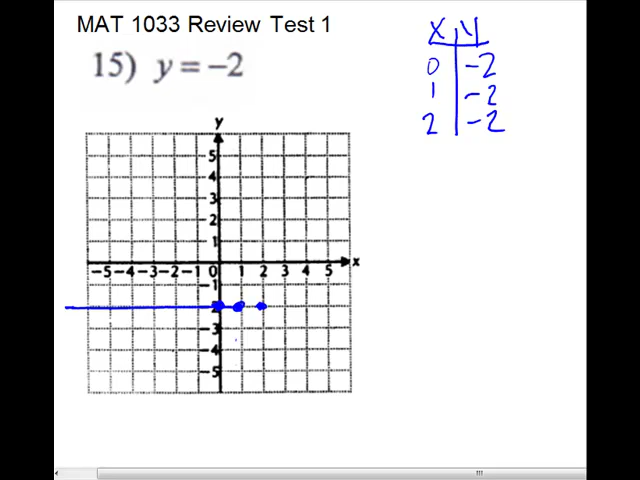 MAT 1033 Review Test 1
15) y = −2
x y
0 -2
1 -2
2 -2
y
5
4
3
2
1
−5 −4 −3 −2 −1 0 1 2 3 4 5 x
−1
−3
−4
−5